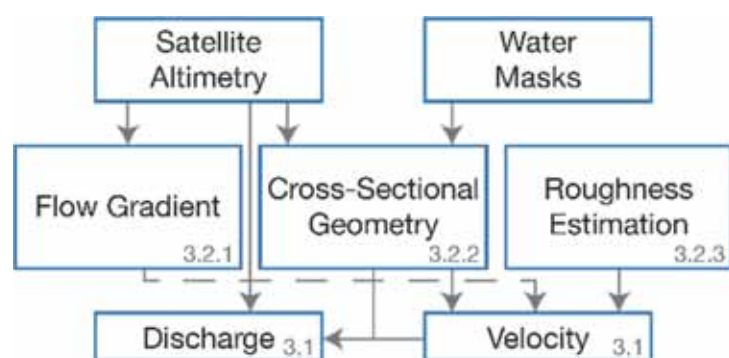 Satellite
Altimetry
Water
Masks
Flow Gradient
3.2.1
Cross-Sectional
Geometry
3.2.2
Roughness
Estimation
3.2.3
Discharge 3.1
Velocity 3.1